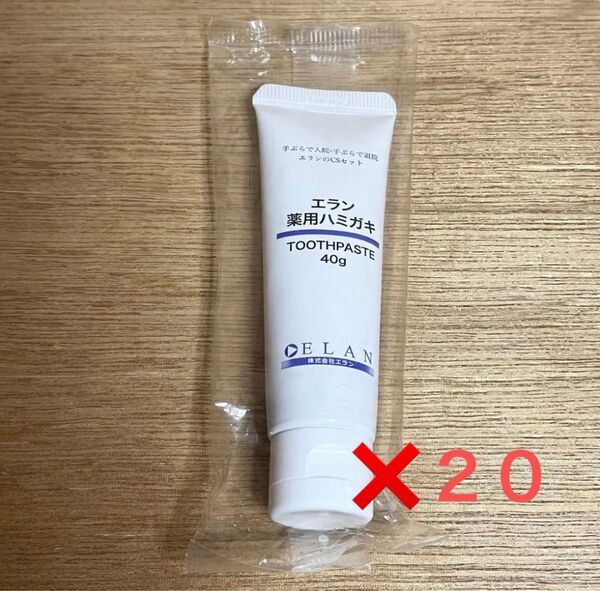 手ぶらで入院・手ぶらで退院
エランのCSセット
エラン
薬用ハミガキ
TOOTHPASTE
40g
ELAN
株式会社エラン
❌２０